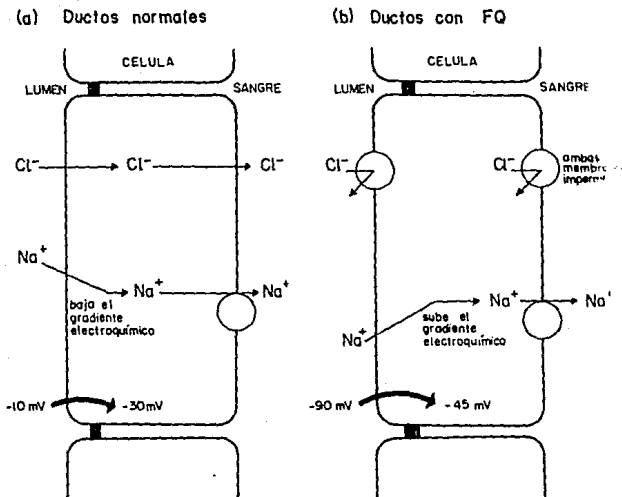 (a) Ductos normales
CELULA
LUMEN
SANGRE
Cl⁻
Cl⁻
Cl⁻
Na⁺
Na⁺
Na⁺
baja el
gradiente
electroquímico
-10 mV
-30mV
(b) Ductos con FQ
CELULA
LUMEN
SANGRE
Cl⁻
Cl⁻
ambas
Na⁺
Na⁺
sube el
gradiente
electroquímico
Na⁺
-90 mV
-45 mV